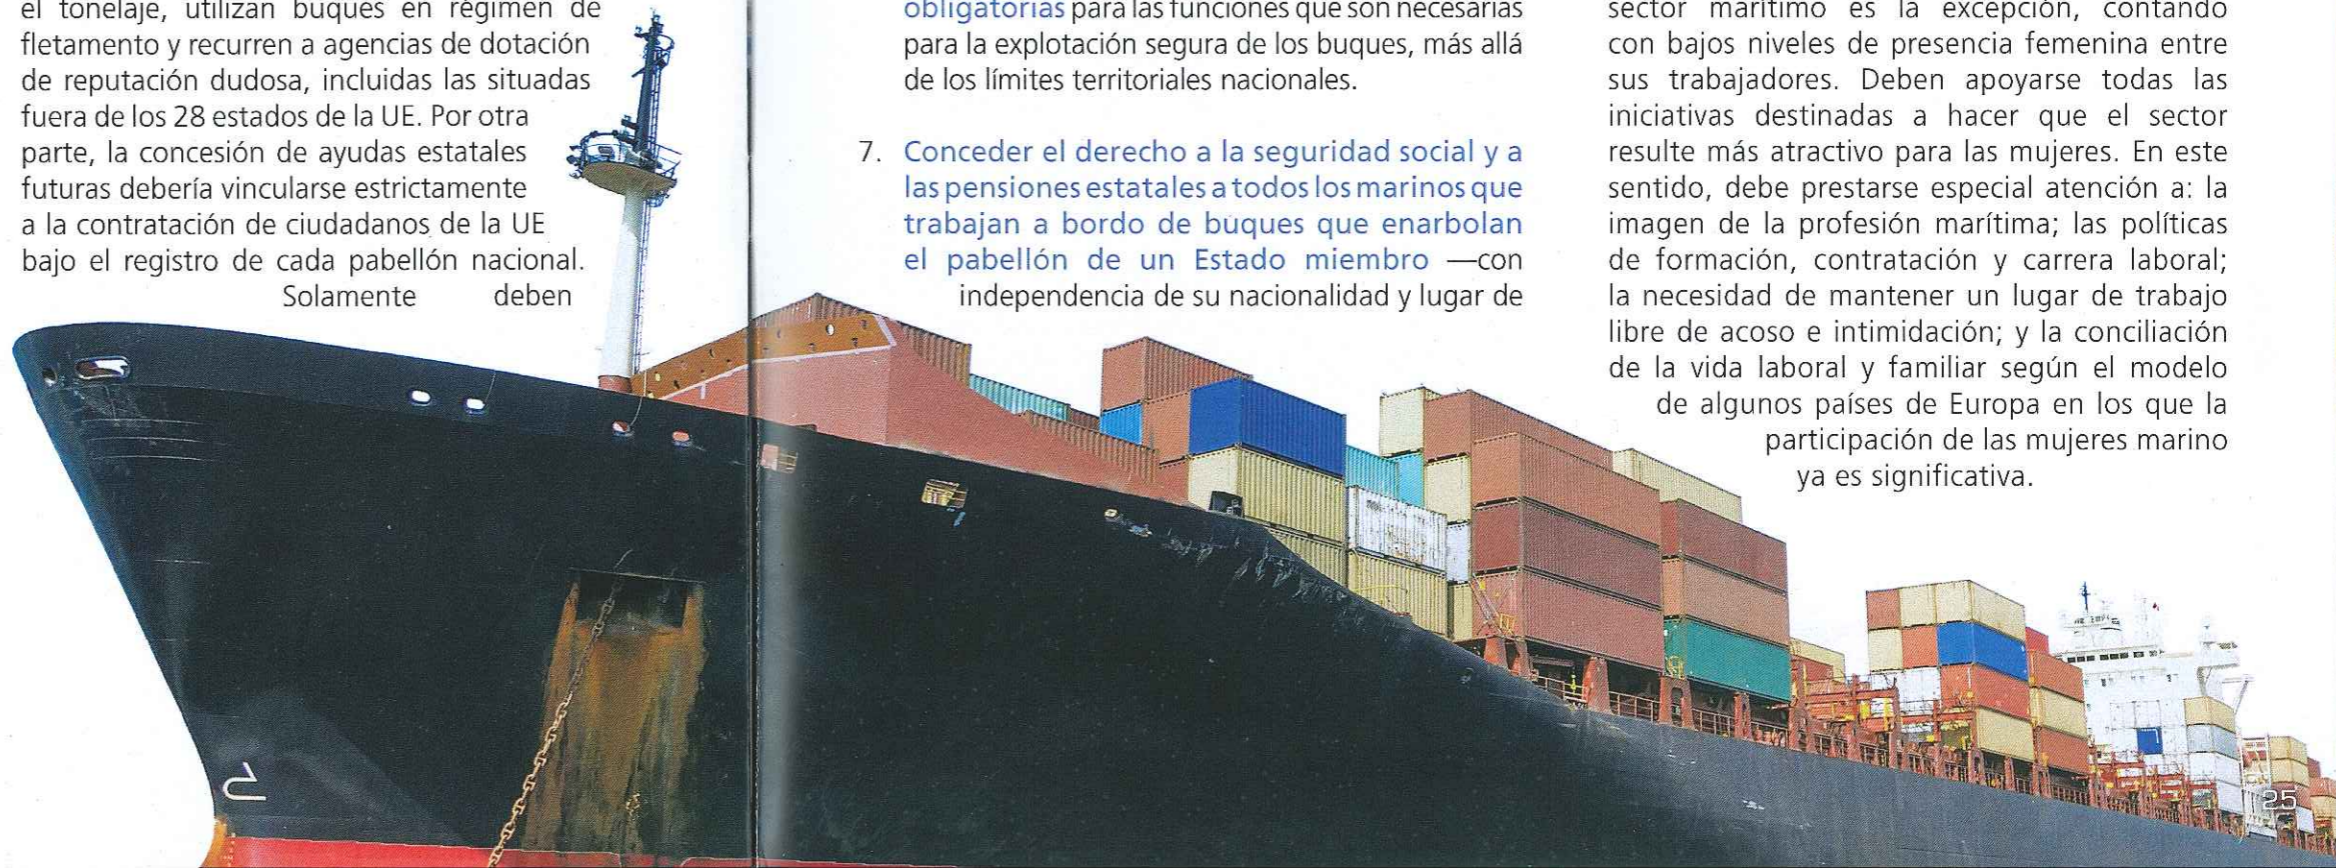 el tonelaje, utilizan buques en régimen de
fletamento y recurren a agencias de dotación
de reputación dudosa, incluidas las situadas
fuera de los 28 estados de la UE. Por otra
parte, la concesión de ayudas estatales
futuras debería vincularse estrictamente
a la contratación de ciudadanos de la UE
bajo el registro de cada pabellón nacional.
Solamente deben
obligatorias para las funciones que son necesarias
para la explotación segura de los buques, más allá
de los límites territoriales nacionales.
7. Conceder el derecho a la seguridad social y a
las pensiones estatales a todos los marinos que
trabajan a bordo de buques que enarbolan
el pabellón de un Estado miembro —con
independencia de su nacionalidad y lugar de
sector marítimo es la excepción, contando
con bajos niveles de presencia femenina entre
sus trabajadores. Deben apoyarse todas las
iniciativas destinadas a hacer que el sector
resulte más atractivo para las mujeres. En este
sentido, debe prestarse especial atención a: la
imagen de la profesión marítima; las políticas
de formación, contratación y carrera laboral;
la necesidad de mantener un lugar de trabajo
libre de acoso e intimidación; y la conciliación
de la vida laboral y familiar según el modelo
de algunos países de Europa en los que la
participación de las mujeres marino
ya es significativa.
25